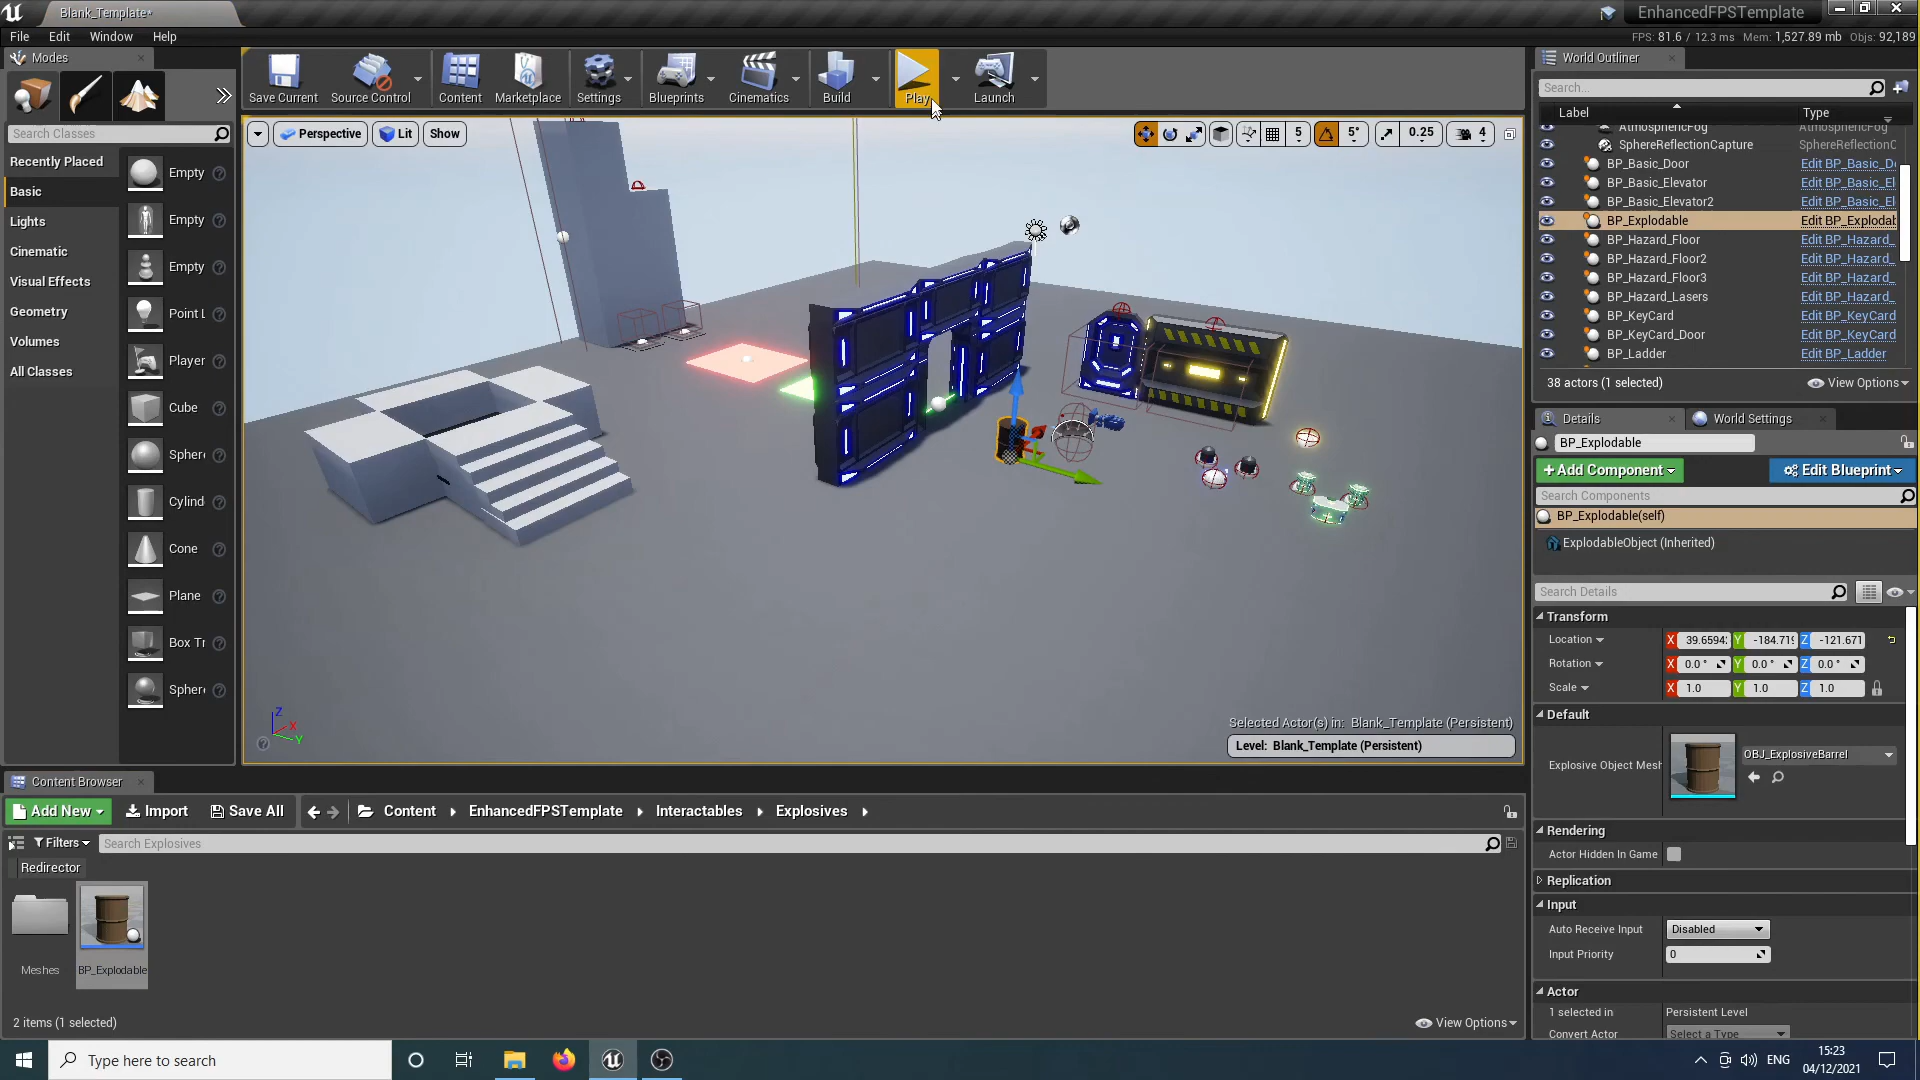 Blank_Template*
EnhancedFPSTemplate
File Edit Window Help
FPS: 81.6 / 12.3 ms Mem: 1,527.89 mb Objs: 92,189
Modes
Save Current
Source Control
Content
Marketplace
Settings
Blueprints
Cinematics
Build
Play
Launch
Search Classes
Recently Placed
Basic
Lights
Cinematic
Visual Effects
Geometry
Volumes
All Classes
Empty
Empty
Empty
Point L
Player
Cube
Sphere
Cylind
Cone
Plane
Box Tr
Sphere
Perspective
Lit
Show
5
5°
0.25
4
Z
X
Y
Selected Actor(s) in: Blank_Template (Persistent)
Level: Blank_Template (Persistent)
World Outliner
Search...
Label
Type
AtmosphericFog AtmosphericFog
SphereReflectionCapture SphereReflectionC
BP_Basic_Door Edit BP_Basic_D
BP_Basic_Elevator Edit BP_Basic_El
BP_Basic_Elevator2 Edit BP_Basic_El
BP_Explodable Edit BP_Explodab
BP_Hazard_Floor Edit BP_Hazard_
BP_Hazard_Floor2 Edit BP_Hazard_
BP_Hazard_Floor3 Edit BP_Hazard_
BP_Hazard_Lasers Edit BP_Hazard_
BP_KeyCard Edit BP_KeyCard
BP_KeyCard_Door Edit BP_KeyCard
BP_Ladder Edit BP_Ladder
38 actors (1 selected)
View Options
Details
World Settings
BP_Explodable
+Add Component
Edit Blueprint
Search Components
BP_Explodable(self)
ExplodableObject (Inherited)
Search Details
Transform
Location X 39.6594 Y -184.719 Z -121.671
Rotation X 0.0 ° Y 0.0 ° Z 0.0 °
Scale X 1.0 Y 1.0 Z 1.0
Default
Explosive Object Mesh
OBJ_ExplosiveBarrel
Rendering
Actor Hidden In Game
Replication
Input
Auto Receive Input Disabled
Input Priority 0
Actor
1 selected in Persistent Level
Convert Actor Select a Type
Content Browser
Add New
Import
Save All
Content
EnhancedFPSTemplate
Interactables
Explosives
Filters
Search Explosives
Redirector
Meshes
BP_Explodable
2 items (1 selected)
View Options
Type here to search
ENG
15:23
04/12/2021